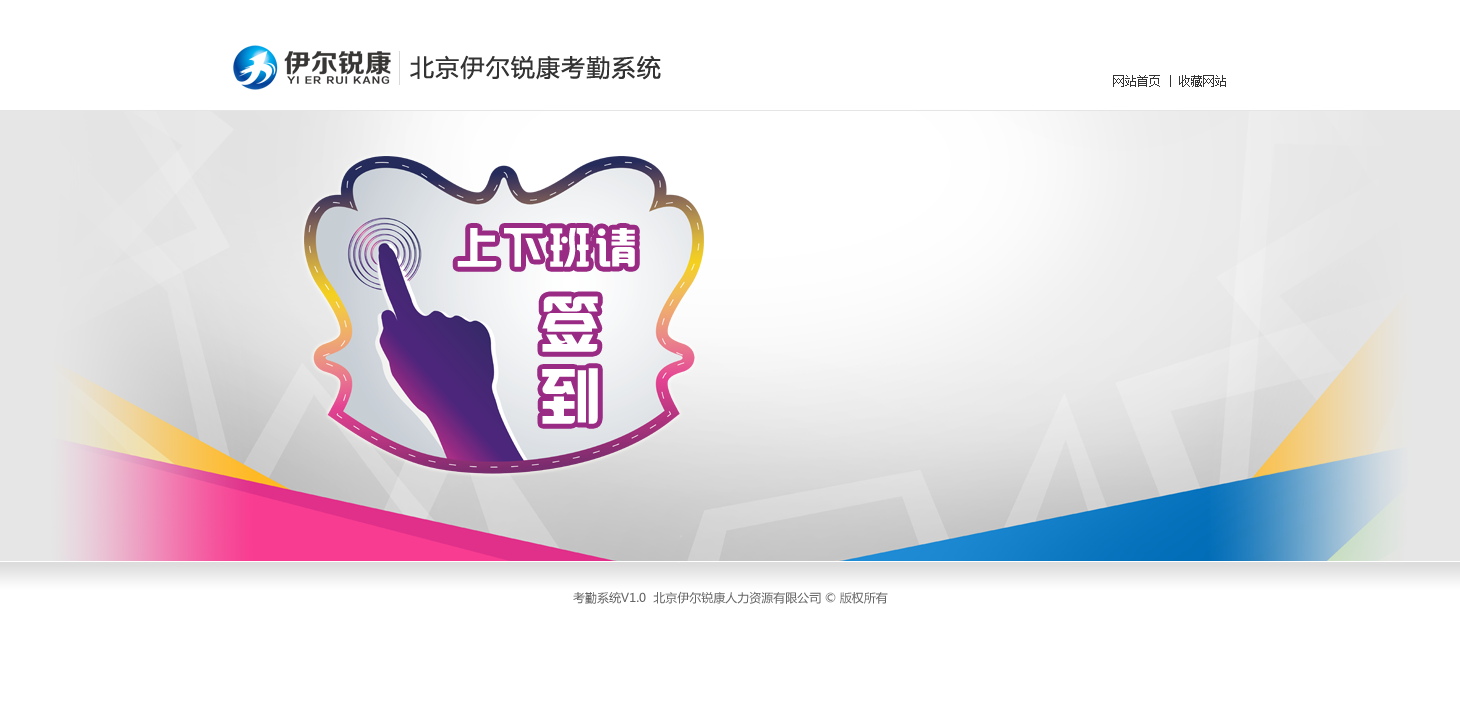 伊尔锐康
YI ER RUI KANG
北京伊尔锐康考勤系统
网站首页 | 收藏网站
上下班请
签
到
考勤系统V1.0 北京伊尔锐康人力资源有限公司 © 版权所有